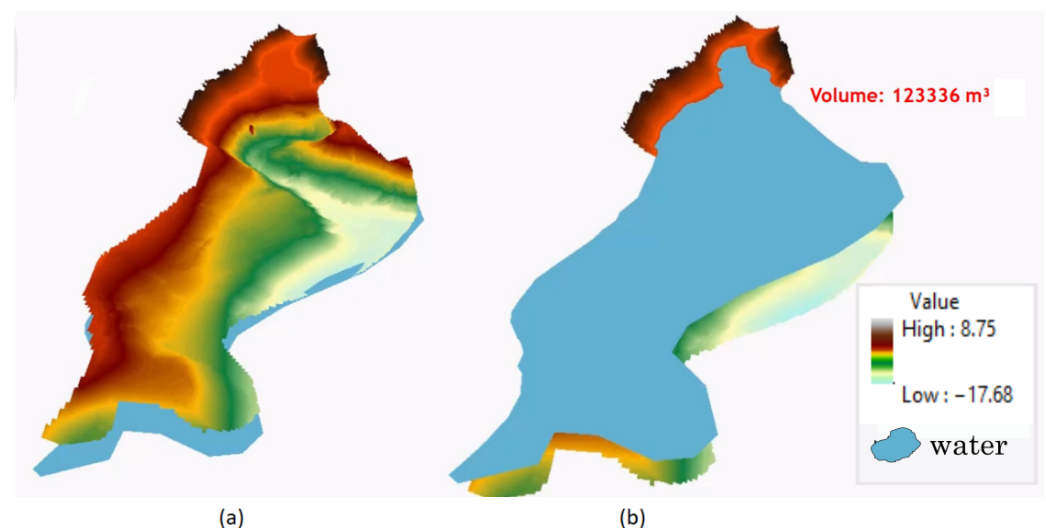 Volume: 123336 m³
Value
High : 8.75
Low : −17.68
water
(a)
(b)